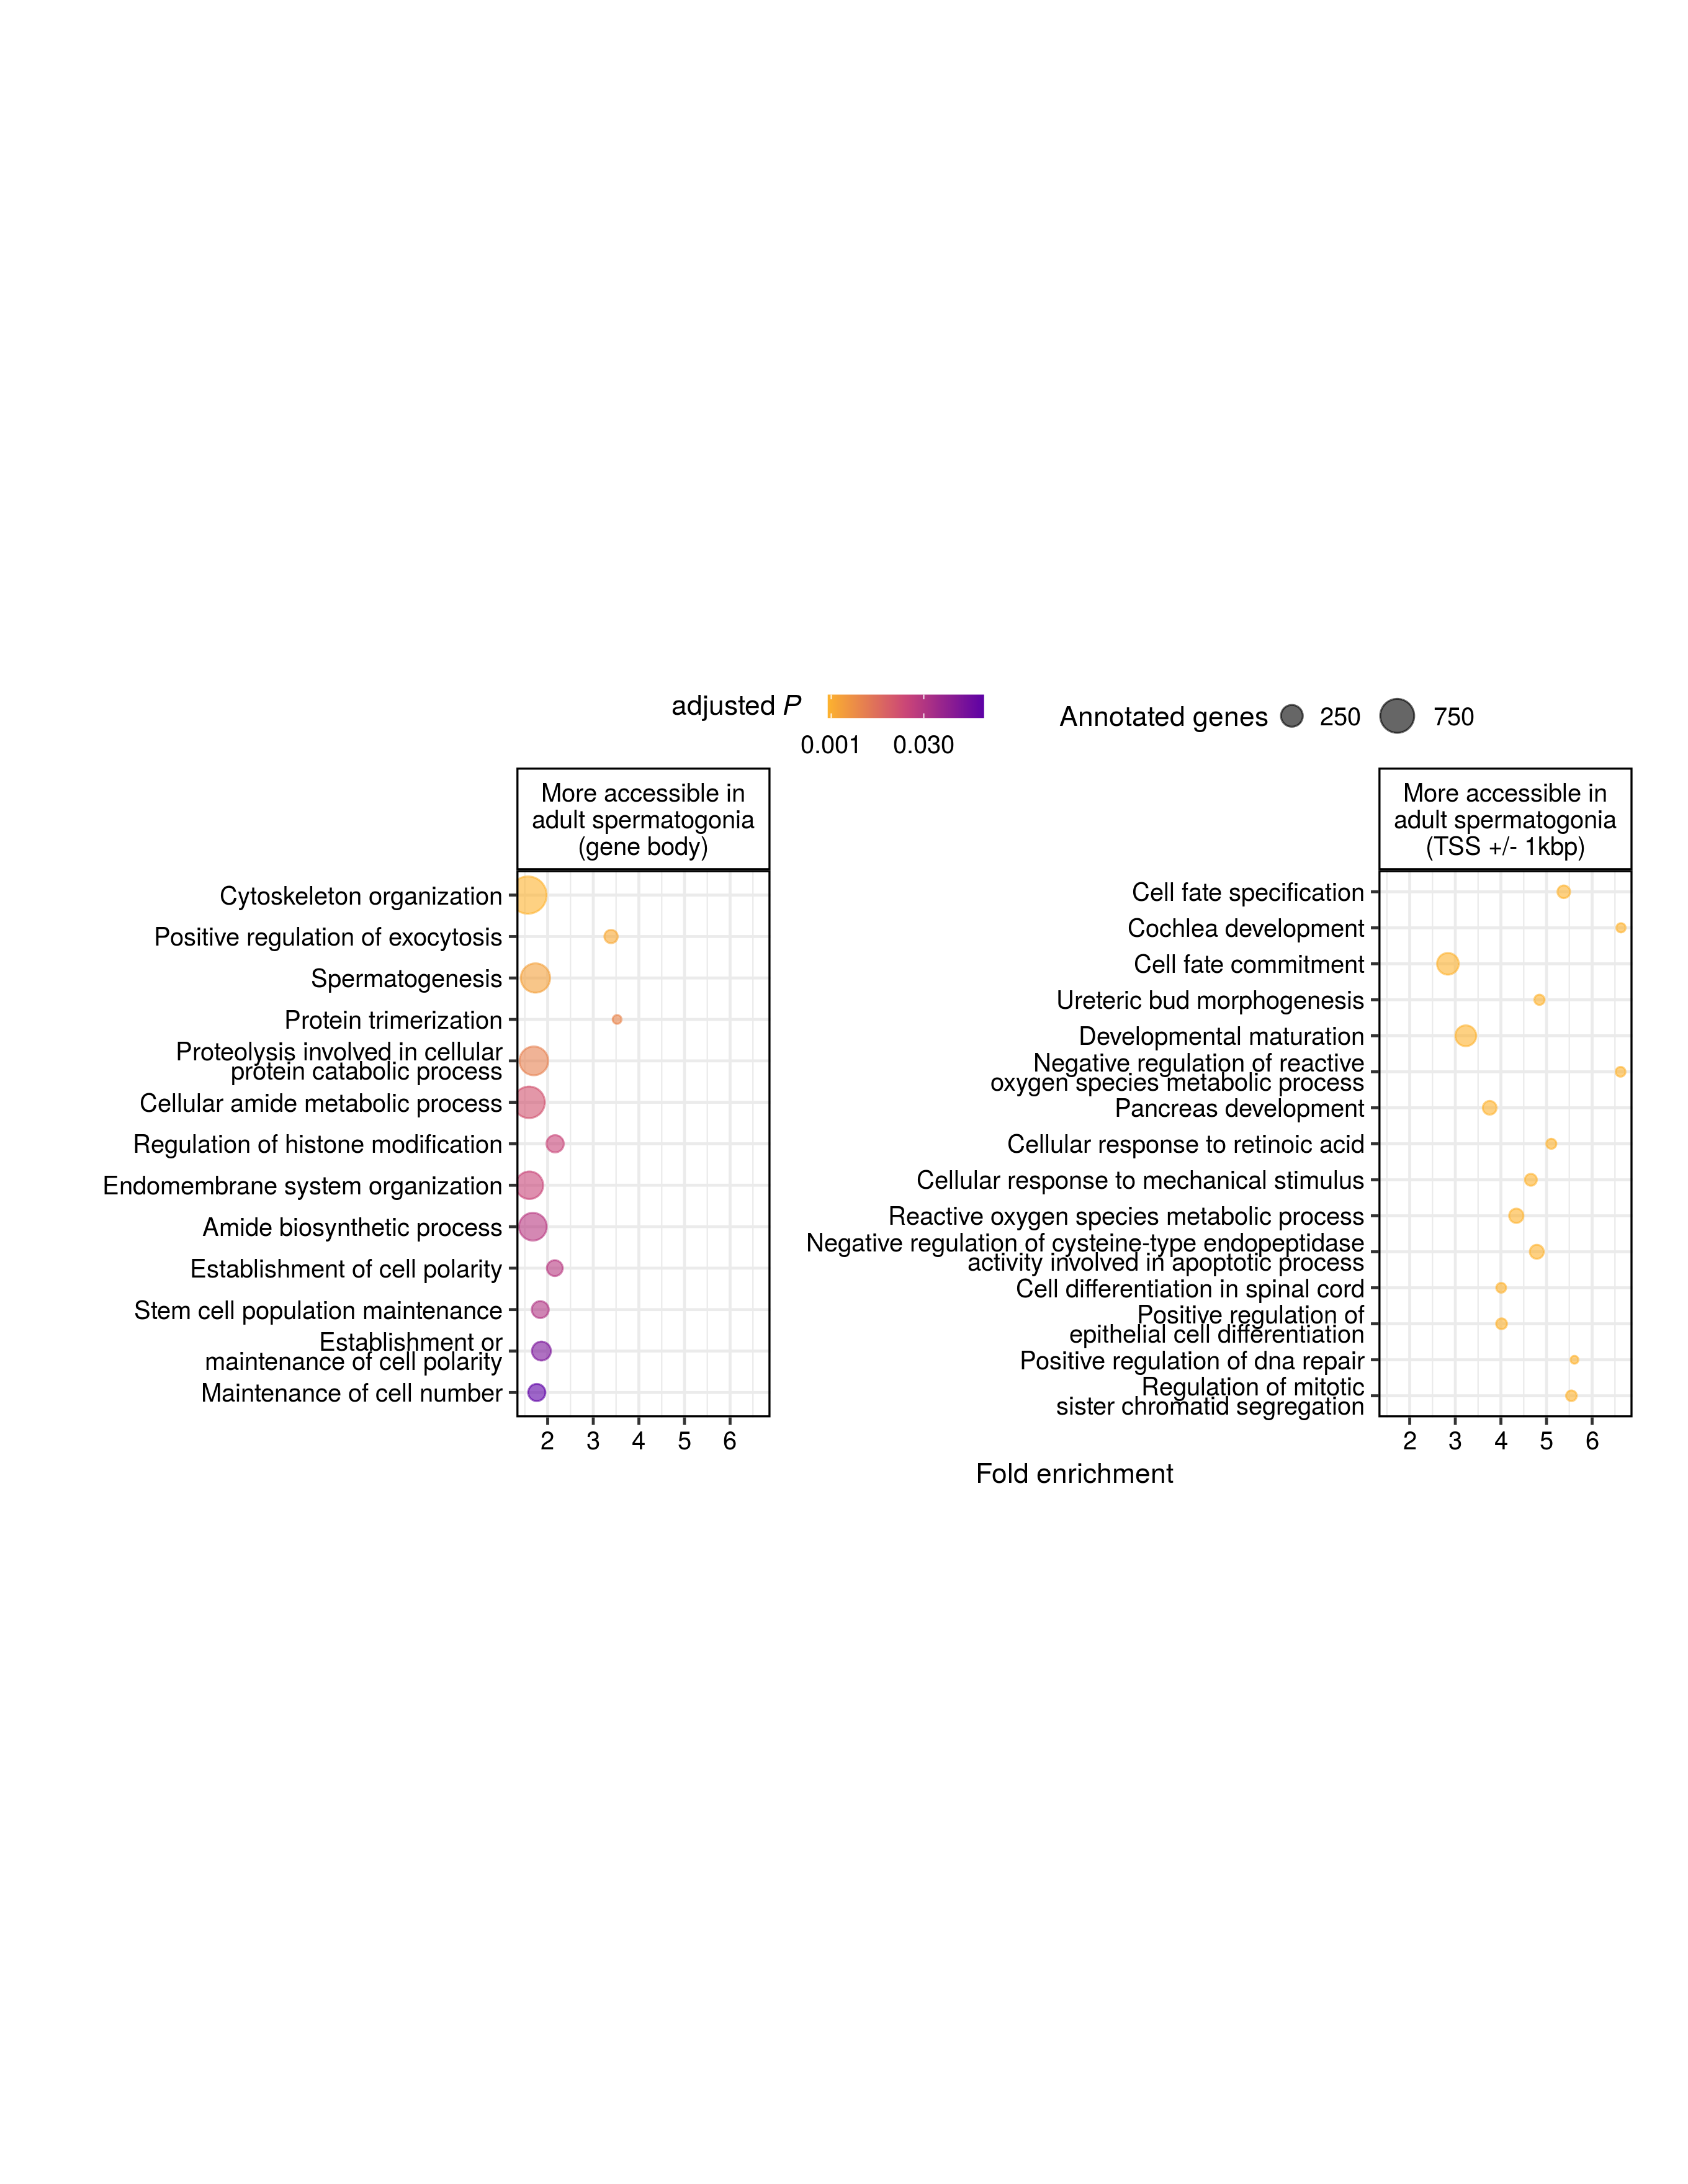 adjusted P
0.001 0.030
Annotated genes 250 750
More accessible in
adult spermatogonia
(gene body)
Cytoskeleton organization
Positive regulation of exocytosis
Spermatogenesis
Protein trimerization
Proteolysis involved in cellular
protein catabolic process
Cellular amide metabolic process
Regulation of histone modification
Endomembrane system organization
Amide biosynthetic process
Establishment of cell polarity
Stem cell population maintenance
Establishment or
maintenance of cell polarity
Maintenance of cell number
2 3 4 5 6
More accessible in
adult spermatogonia
(TSS +/- 1kbp)
Cell fate specification
Cochlea development
Cell fate commitment
Ureteric bud morphogenesis
Developmental maturation
Negative regulation of reactive
oxygen species metabolic process
Pancreas development
Cellular response to retinoic acid
Cellular response to mechanical stimulus
Reactive oxygen species metabolic process
Negative regulation of cysteine-type endopeptidase
activity involved in apoptotic process
Cell differentiation in spinal cord
Positive regulation of
epithelial cell differentiation
Positive regulation of dna repair
Regulation of mitotic
sister chromatid segregation
2 3 4 5 6
Fold enrichment